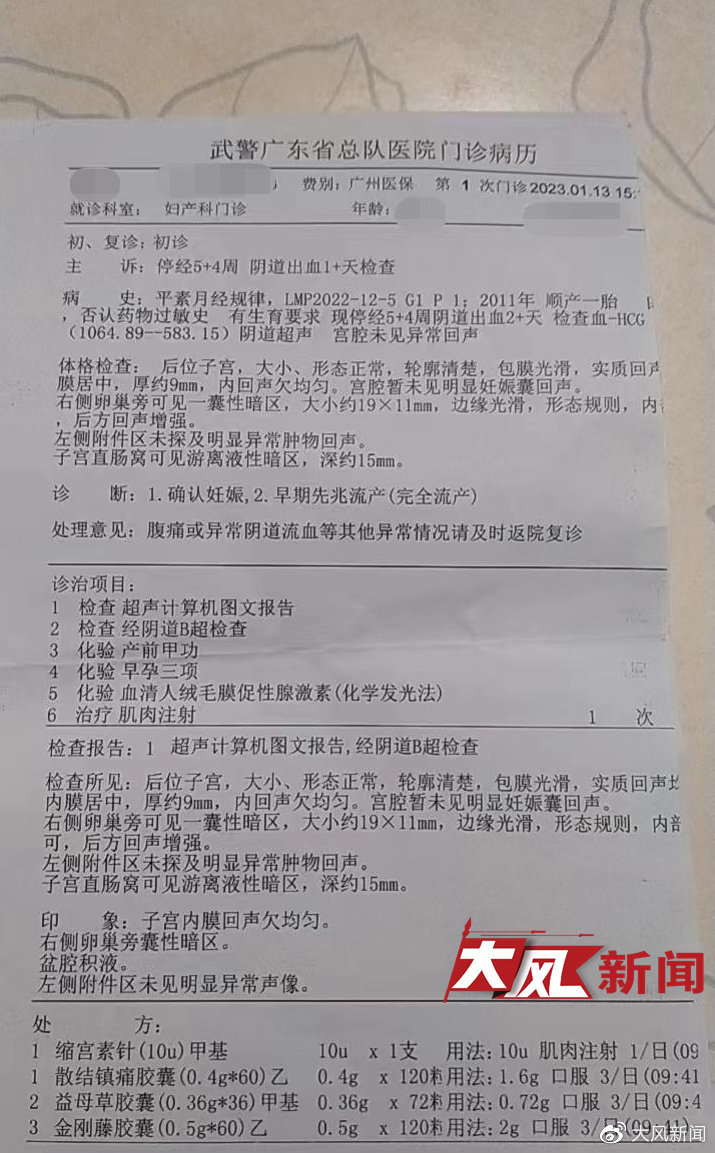 武警广东省总队医院门诊病历
费别：广州医保 第 1 次门诊 2023.01.13 15:
就诊科室： 妇产科门诊 年龄：
初、复诊：初诊
主 诉：停经5+4周 阴道出血1+天检查
病 史：平素月经规律，LMP2022-12-5 G1 P 1；2011年 顺产一胎
，否认药物过敏史 有生育要求 现停经5+4周阴道出血2+天 检查血-HCG
（1064.89--583.15）阴道超声 宫腔未见异常回声
体格检查： 后位子宫，大小、形态正常，轮廓清楚，包膜光滑，实质回声
膜居中，厚约9mm，内回声欠均匀。宫腔暂未见明显妊娠囊回声。
右侧卵巢旁可见一囊性暗区，大小约19×11mm，边缘光滑，形态规则，内
，后方回声增强。
左侧附件区未探及明显异常肿物回声。
子宫直肠窝可见游离液性暗区，深约15mm。
诊 断：1.确认妊娠,2.早期先兆流产(完全流产)
处理意见：腹痛或异常阴道流血等其他异常情况请及时返院复诊
诊治项目：
1 检查 超声计算机图文报告
2 检查 经阴道B超检查
3 化验 产前甲功
4 化验 早孕三项
5 化验 血清人绒毛膜促性腺激素(化学发光法)
6 治疗 肌肉注射 1 次
检查报告：1 超声计算机图文报告,经阴道B超检查
检查所见：后位子宫，大小、形态正常，轮廓清楚，包膜光滑，实质回声均
内膜居中，厚约9mm，内回声欠均匀。宫腔暂未见明显妊娠囊回声。
右侧卵巢旁可见一囊性暗区，大小约19×11mm，边缘光滑，形态规则，内部
可，后方回声增强。
左侧附件区未探及明显异常肿物回声。
子宫直肠窝可见游离液性暗区，深约15mm。
印 象：子宫内膜回声欠均匀。
右侧卵巢旁囊性暗区。
盆腔积液。
左侧附件区未见明显异常声像。
大风新闻
处 方：
1 缩宫素针(10u)甲基 10u x 1支 用法：10u 肌肉注射 1/日(09
1 散结镇痛胶囊(0.4g*60)乙 0.4g x 120粒 用法：1.6g 口服 3/日(09:41
2 益母草胶囊(0.36g*36)甲基 0.36g x 72粒 用法：0.72g 口服 3/日(09:4
3 金刚藤胶囊(0.5g*60)乙 0.5g x 120粒 用法：2g 口服 3/日(09:41)
@大风新闻